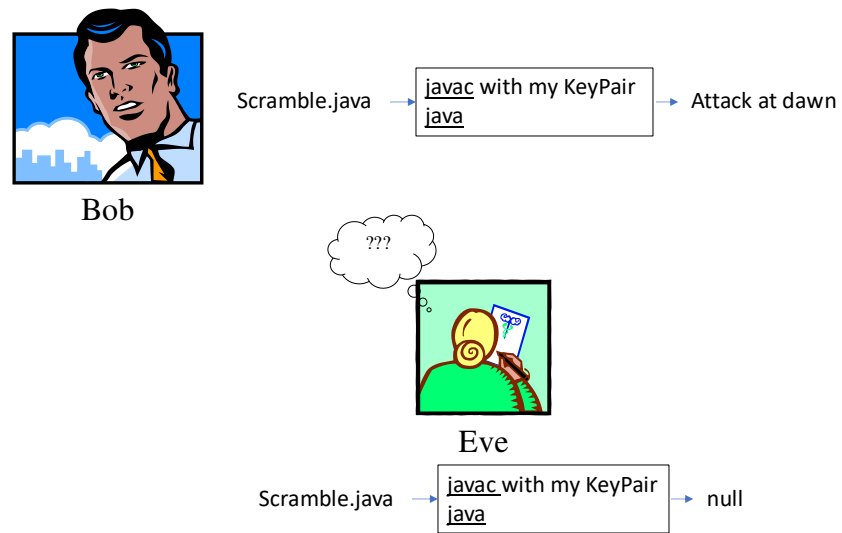 Scramble.java
javac with my KeyPair
java
Attack at dawn
Bob
???
Eve
Scramble.java
javac with my KeyPair
java
null